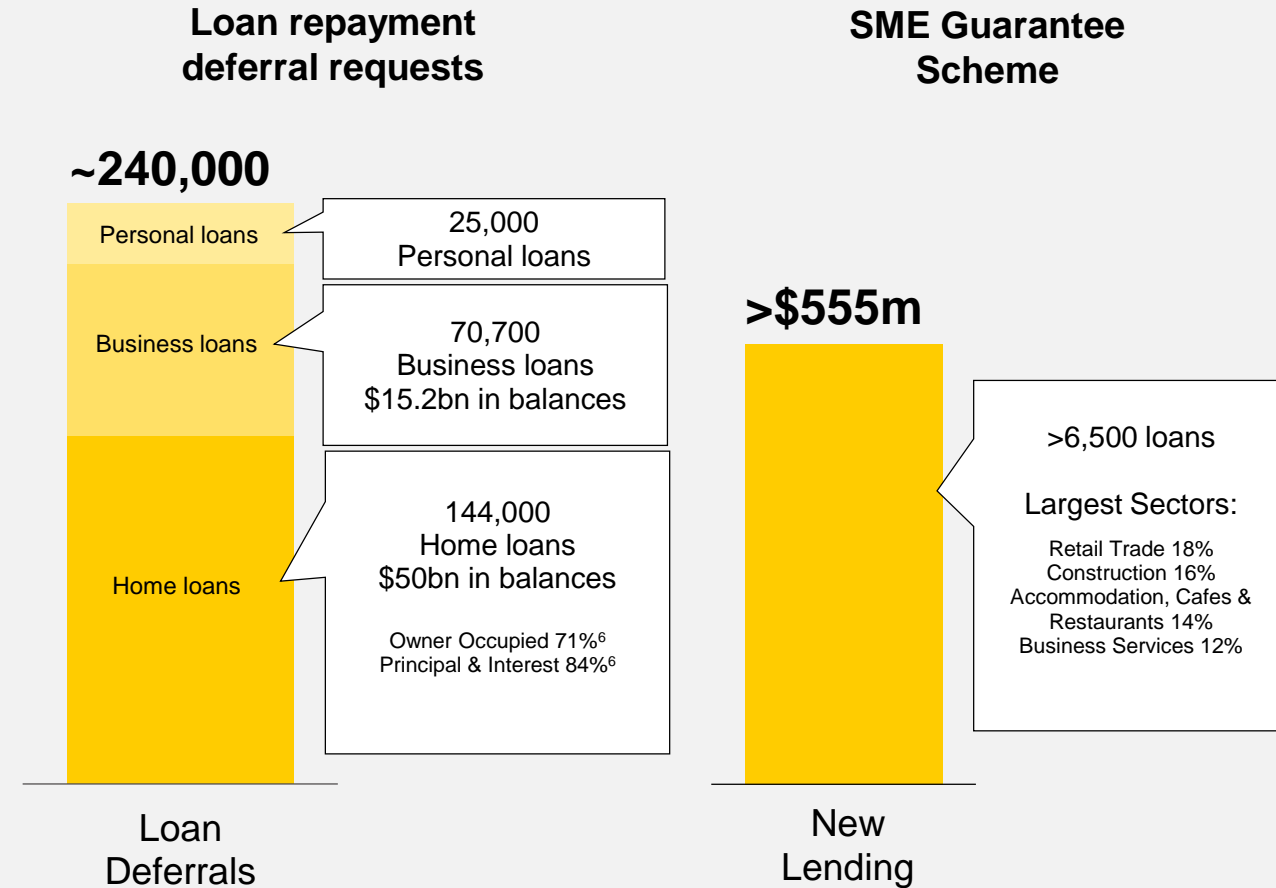 Loan repayment
deferral requests
~240,000
Personal loans
25,000
Personal loans
Business loans
70,700
Business loans
$15.2bn in balances
Home loans
144,000
Home loans
$50bn in balances
Owner Occupied 71%⁶
Principal & Interest 84%⁶
Loan
Deferrals
SME Guarantee
Scheme
>$555m
>6,500 loans
Largest Sectors:
Retail Trade 18%
Construction 16%
Accommodation, Cafes &
Restaurants 14%
Business Services 12%
New
Lending